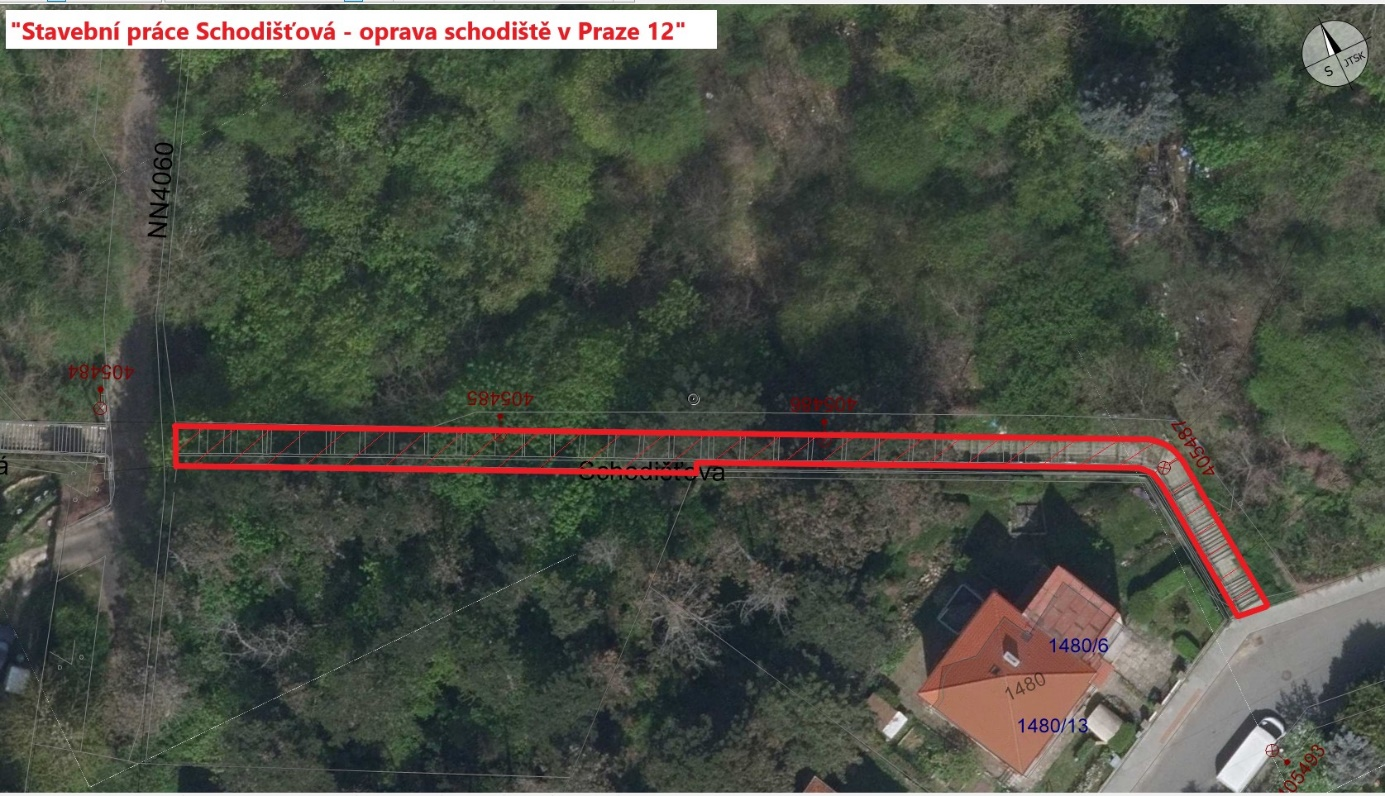 "Stavební práce Schodišťová - oprava schodiště v Praze 12"
S JTSK
NN4060
405484
405485
405486
405487
á
Schodišťová
1480/6
1480
1480/13
405493